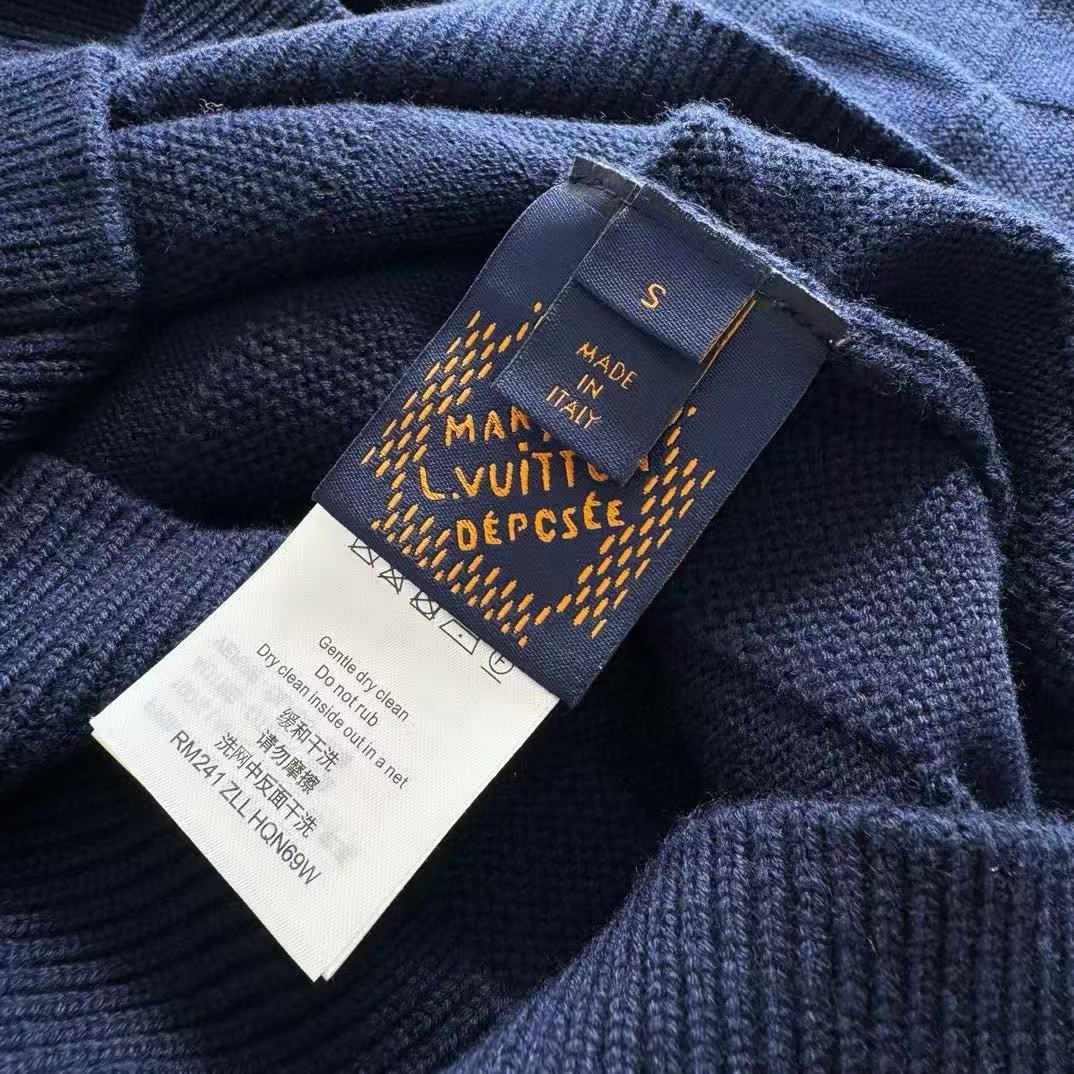 S
MADE
IN
ITALY
L.VUITTON
DÉPOSÉE
Gentle dry clean
Do not rub
Dry clean inside out in a net
缓和干洗
请勿摩擦
洗网中反面干洗
RM241 ZLL HQN69W